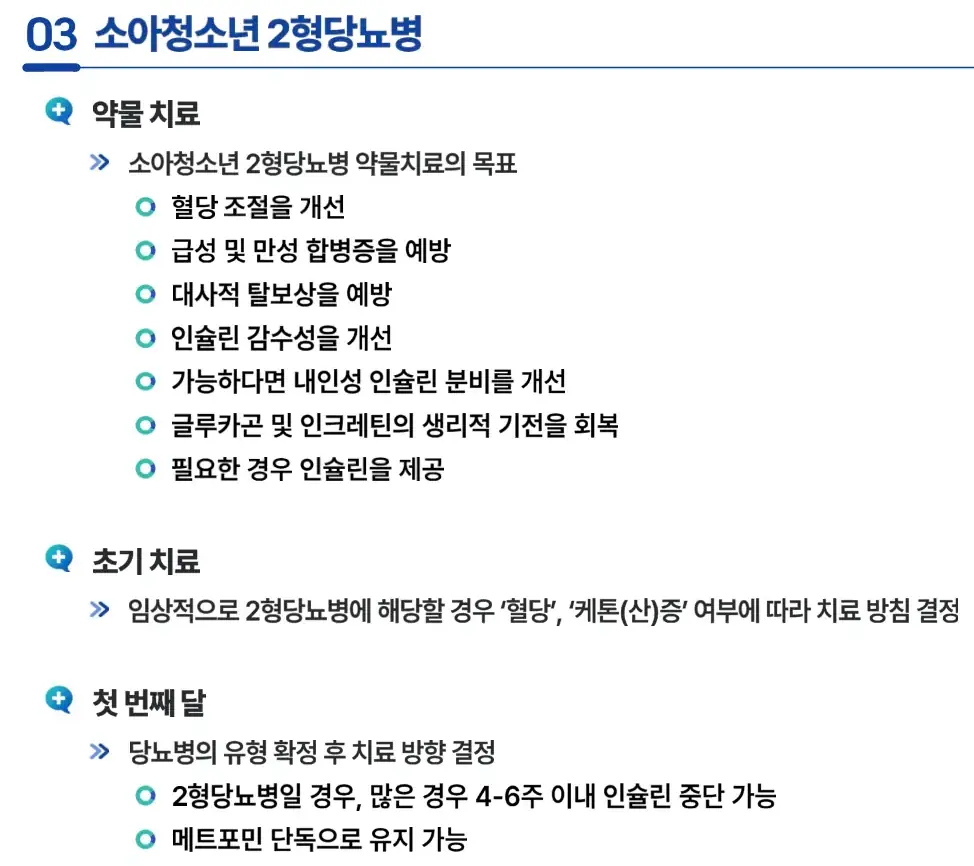 03 소아청소년 2형당뇨병
약물 치료
소아청소년 2형당뇨병 약물치료의 목표
혈당 조절을 개선
급성 및 만성 합병증을 예방
대사적 탈보상을 예방
인슐린 감수성을 개선
가능하다면 내인성 인슐린 분비를 개선
글루카곤 및 인크레틴의 생리적 기전을 회복
필요한 경우 인슐린을 제공
초기 치료
임상적으로 2형당뇨병에 해당할 경우 ‘혈당’, ‘케톤(산)증’ 여부에 따라 치료 방침 결정
첫 번째 달
당뇨병의 유형 확정 후 치료 방향 결정
2형당뇨병일 경우, 많은 경우 4-6주 이내 인슐린 중단 가능
메트포민 단독으로 유지 가능